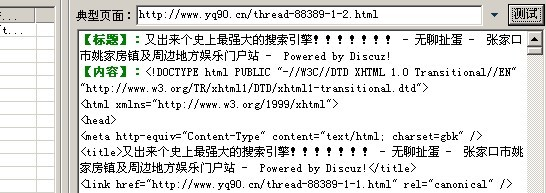 典型页面：http://www.yq90.cn/thread-88389-1-2.html 测试
t...
【标题】：又出来个史上最强大的搜索引擎！！！！！！！ - 无聊扯蛋 - 张家口
市姚家房镇及周边地方娱乐门户站 - Powered by Discuz!
【内容】：<!DOCTYPE html PUBLIC "-//W3C//DTD XHTML 1.0 Transitional//EN"
"http://www.w3.org/TR/xhtml1/DTD/xhtml1-transitional.dtd">
<html xmlns="http://www.w3.org/1999/xhtml">
<head>
<meta http-equiv="Content-Type" content="text/html; charset=gbk" />
<title>又出来个史上最强大的搜索引擎！！！！！！！ - 无聊扯蛋 - 张家口市姚
家房镇及周边地方娱乐门户站 - Powered by Discuz!</title>
<link href="http://www.yq90.cn/thread-88389-1-1.html" rel="canonical" />